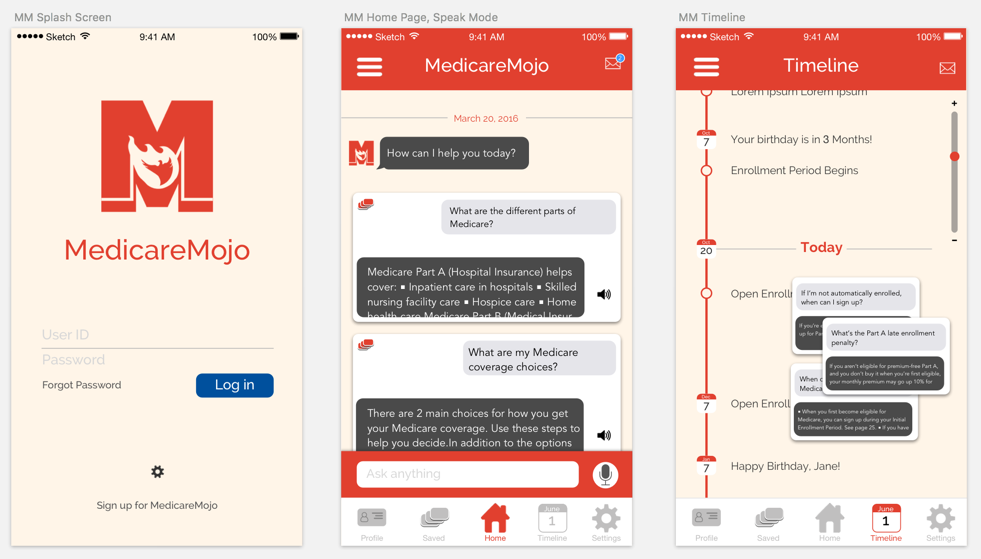 MM Splash Screen
Sketch
9:41 AM
100%
M
MedicareMojo
User ID
Password
Forgot Password
Log in
Sign up for MedicareMojo
MM Home Page, Speak Mode
Sketch
9:41 AM
100%
MedicareMojo
2
March 20, 2016
M
How can I help you today?
What are the different parts of
Medicare?
Medicare Part A (Hospital Insurance) helps
cover: ▪ Inpatient care in hospitals ▪ Skilled
nursing facility care ▪ Hospice care ▪ Home
health care Medicare Part B (Medical Insur
What are my Medicare
coverage choices?
There are 2 main choices for how you get
your Medicare coverage. Use these steps to
help you decide.In addition to the options
Ask anything
Profile
Saved
Home
June
1
Timeline
Settings
MM Timeline
Sketch
9:41 AM
100%
Timeline
Lorem Ipsum Lorem Ipsum
+
Oct
7
Your birthday is in 3 Months!
Enrollment Period Begins
-
Oct
20
Today
Open Enroll
If I'm not automatically enrolled,
when can I sign up?
If you're
up for Pa
What's the Part A late enrollment
penalty?
If you aren't eligible for premium-free Part A,
and you don't buy it when you're first eligible,
your monthly premium may go up 10% for
When
Medica
Dec
7
Open Enroll
▪ When you first become eligible for
Medicare, you can sign up during your Initial
Enrollment Period. See page 25. ▪ If you have
Jan
7
Happy Birthday, Jane!
Profile
Saved
Home
June
1
Timeline
Settings